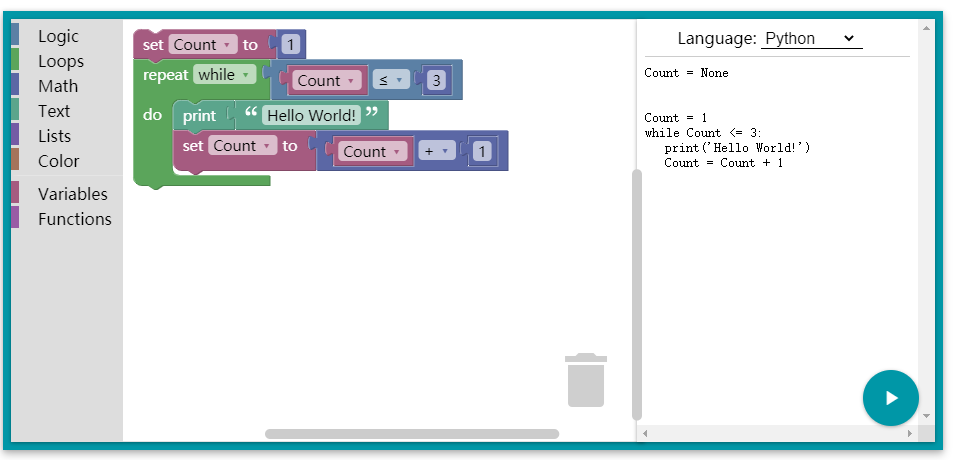 Logic
Loops
Math
Text
Lists
Color
Variables
Functions
set Count to 1
repeat while Count ≤ 3
do print “ Hello World! ”
set Count to Count + 1
Language: Python
Count = None
Count = 1
while Count <= 3:
print('Hello World!')
Count = Count + 1